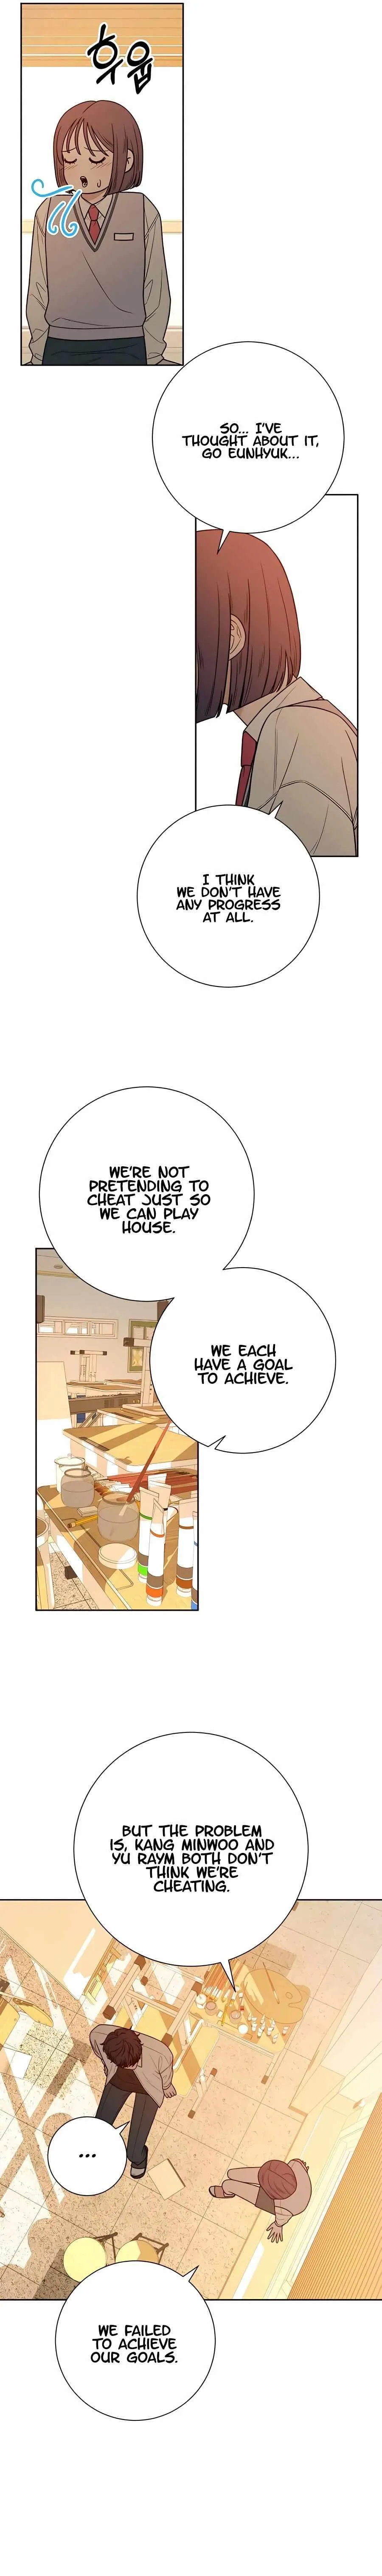 후웁
SO... I'VE
THOUGHT ABOUT IT,
GO EUNHYUK...
I THINK
WE DON'T HAVE
ANY PROGRESS
AT ALL.
WE'RE NOT
PRETENDING TO
CHEAT JUST SO
WE CAN PLAY
HOUSE.
WE EACH
HAVE A GOAL
TO ACHIEVE.
BUT THE PROBLEM
IS, KANG MINWOO AND
YU RAYM BOTH DON'T
THINK WE'RE
CHEATING.
...
WE FAILED
TO ACHIEVE
OUR GOALS.